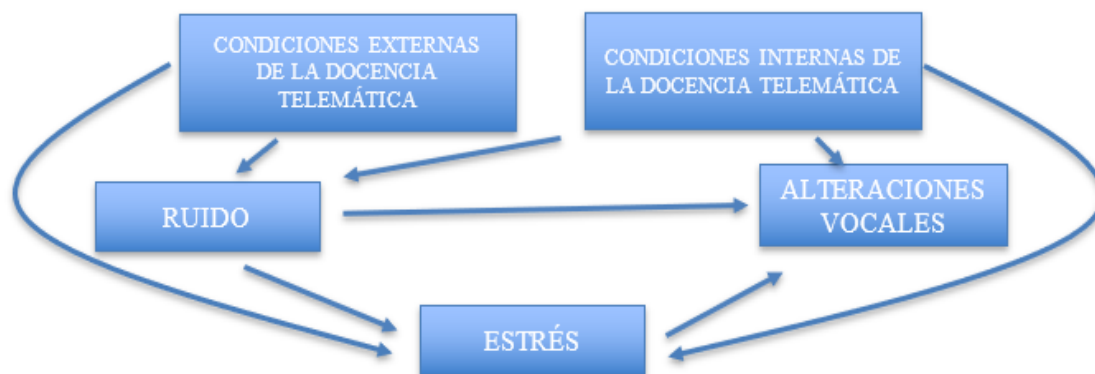 CONDICIONES EXTERNAS
DE LA DOCENCIA
TELEMÁTICA
CONDICIONES INTERNAS DE
LA DOCENCIA TELEMÁTICA
RUIDO
ALTERACIONES
VOCALES
ESTRÉS